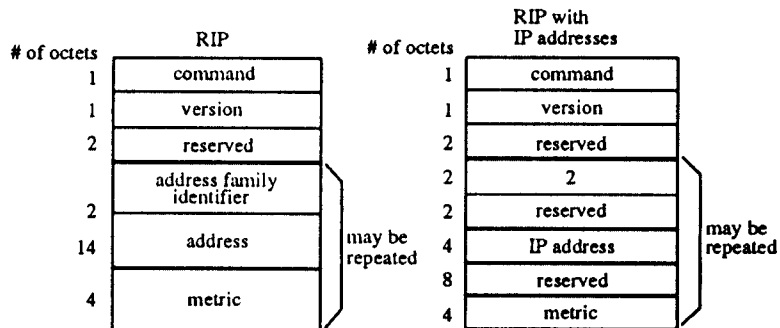 # of octets
RIP
1
command
1
version
2
reserved
2
address family
identifier
14
address
4
metric
may be
repeated
RIP with
IP addresses
# of octets
1
command
1
version
2
reserved
2
2
2
reserved
4
IP address
8
reserved
4
metric
may be
repeated